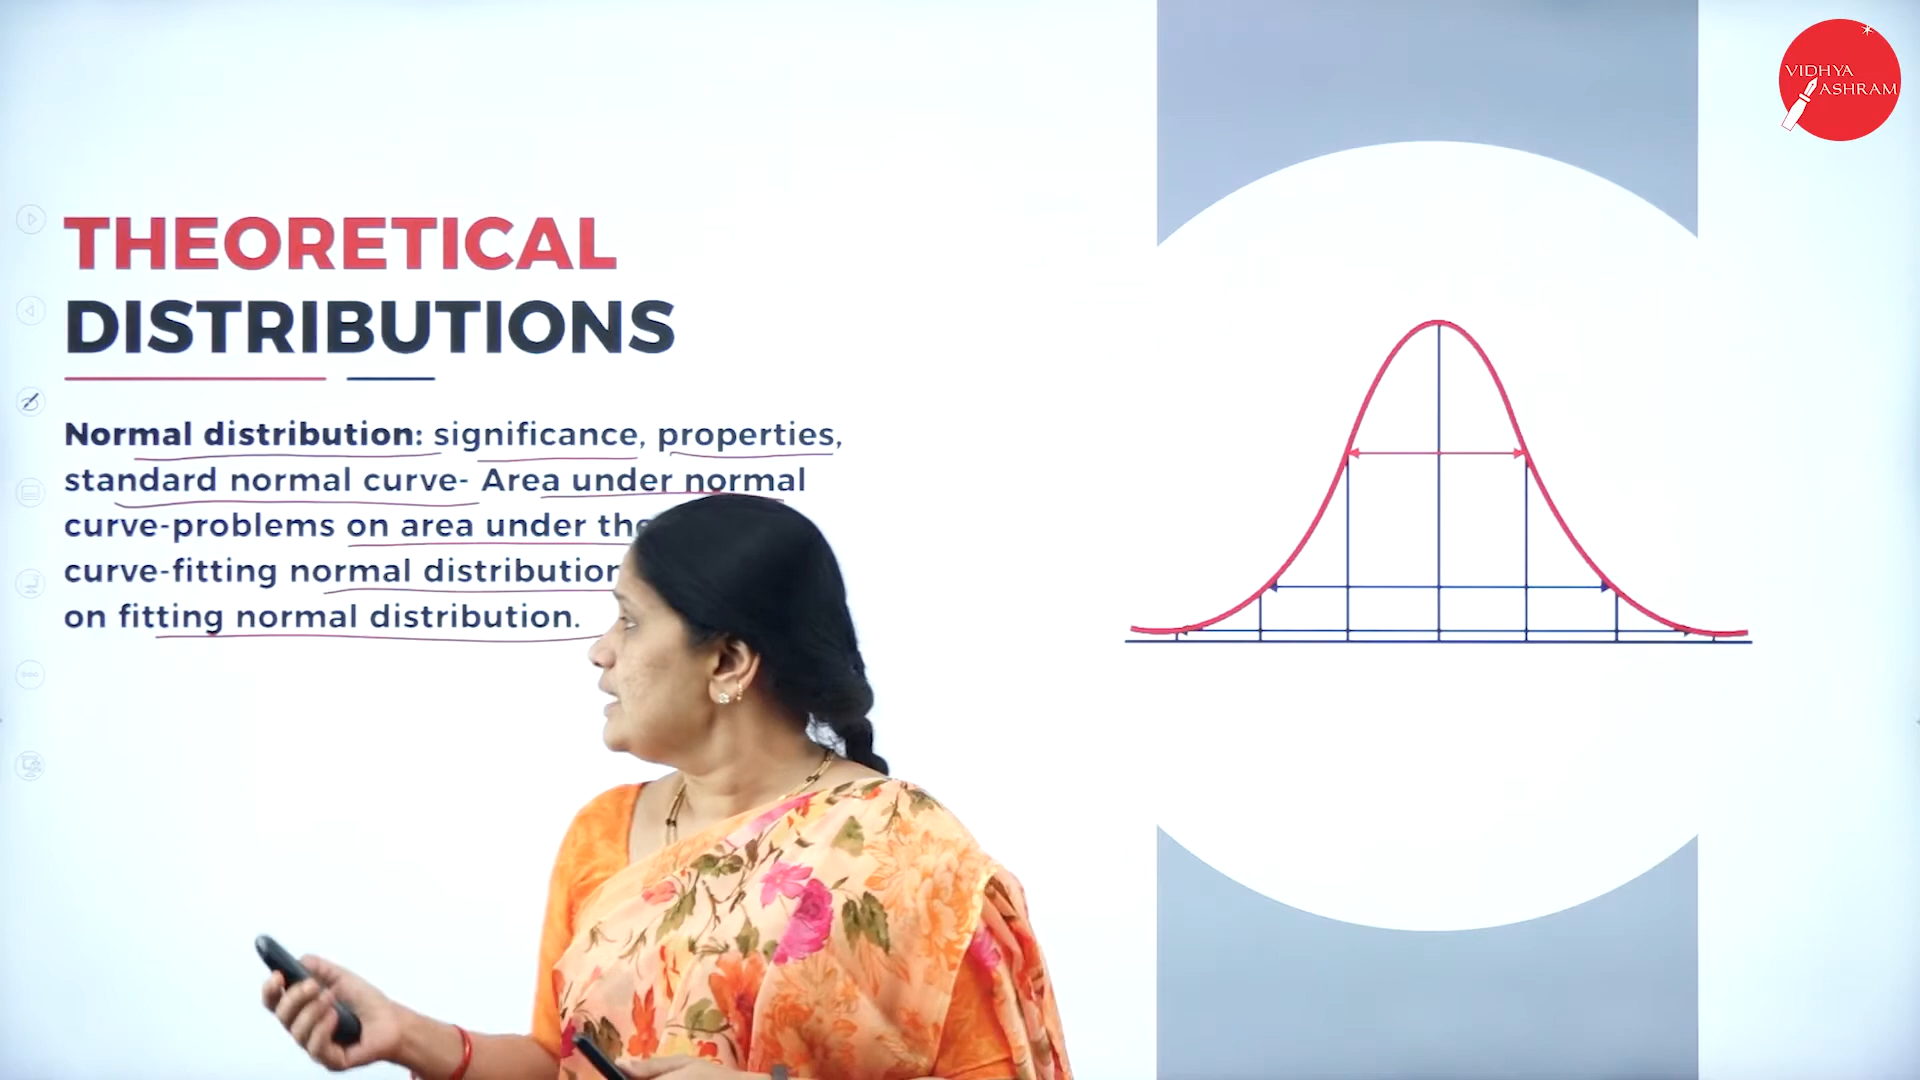 VIDHYA
ASHRAM
THEORETICAL
DISTRIBUTIONS
Normal distribution: significance, properties,
standard normal curve- Area under normal
curve-problems on area under the
curve-fitting normal distribution
on fitting normal distribution.